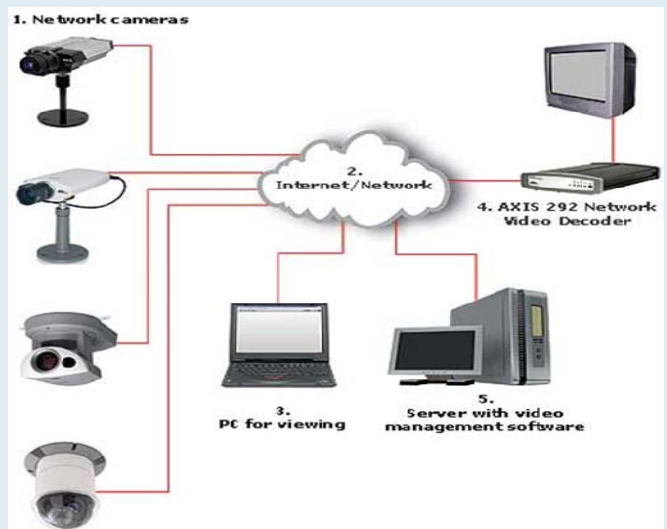 1. Network cameras
2.
Internet/Network
4. AXIS 292 Network
Video Decoder
3.
PC for viewing
5.
Server with video
management software